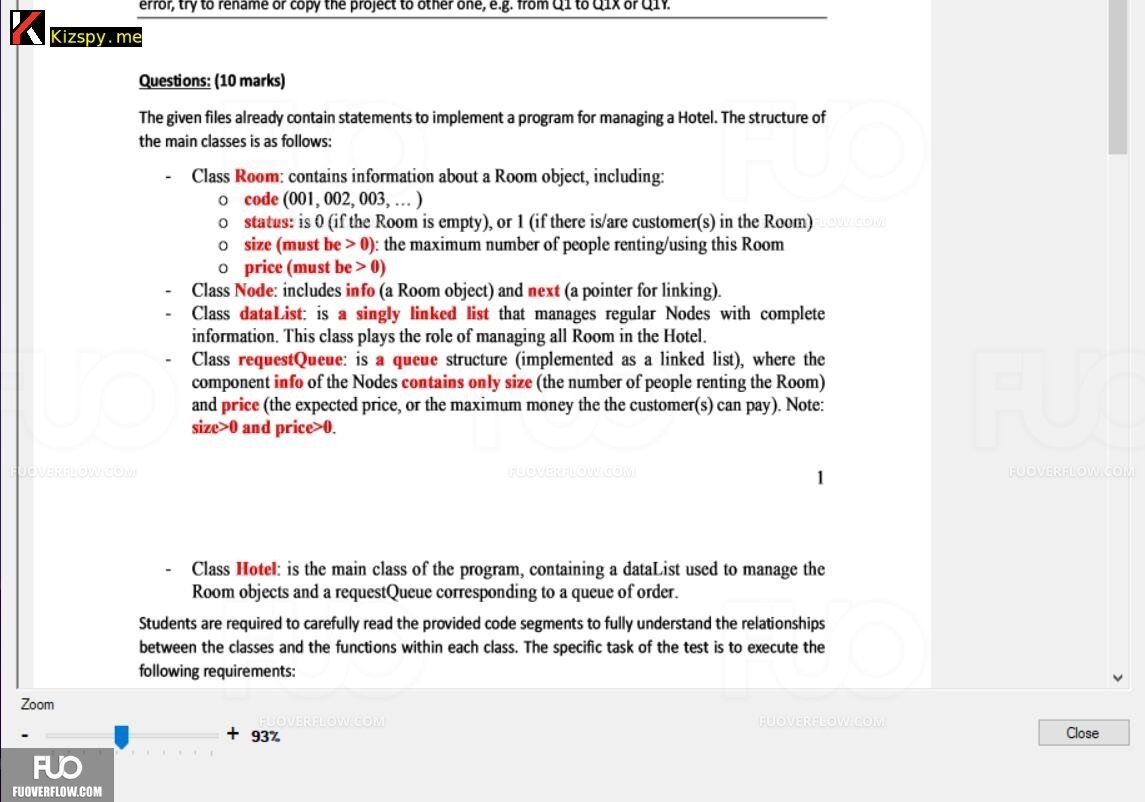 error, try to rename or copy the project to other one, e.g. from Q1 to Q1X or Q1Y.
Kizspy.me
Questions: (10 marks)
The given files already contain statements to implement a program for managing a Hotel. The structure of
the main classes is as follows:
- Class Room: contains information about a Room object, including:
o code (001, 002, 003, ... )
o status: is 0 (if the Room is empty), or 1 (if there is/are customer(s) in the Room)
o size (must be > 0): the maximum number of people renting/using this Room
o price (must be > 0)
- Class Node: includes info (a Room object) and next (a pointer for linking).
- Class dataList: is a singly linked list that manages regular Nodes with complete
information. This class plays the role of managing all Room in the Hotel.
- Class requestQueue: is a queue structure (implemented as a linked list), where the
component info of the Nodes contains only size (the number of people renting the Room)
and price (the expected price, or the maximum money the the customer(s) can pay). Note:
size>0 and price>0.
FUOVERFLOW.COM FUOVERFLOW.COM FUOVERFLOW.COM
1
- Class Hotel: is the main class of the program, containing a dataList used to manage the
Room objects and a requestQueue corresponding to a queue of order.
Students are required to carefully read the provided code segments to fully understand the relationships
between the classes and the functions within each class. The specific task of the test is to execute the
following requirements:
Zoom
FUOVERFLOW.COM FUOVERFLOW.COM
- + 93%
Close
FUO
FUOVERFLOW.COM